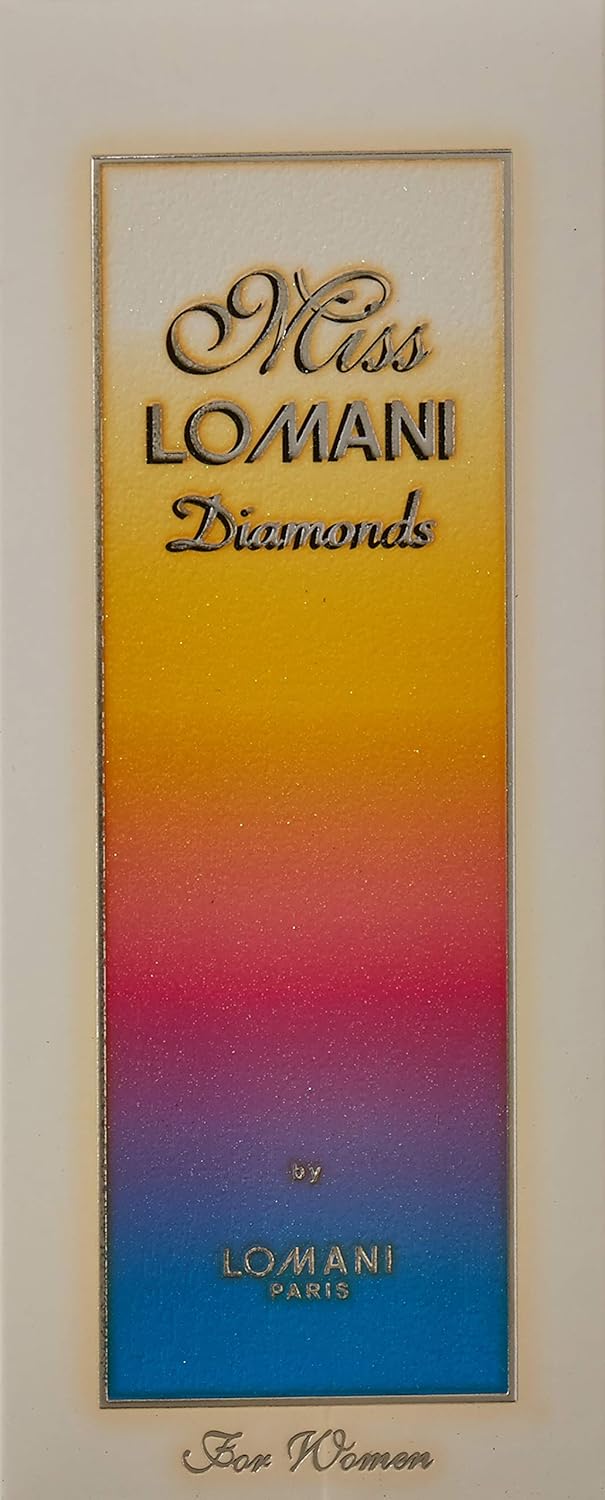 Miss
LOMANI
Diamonds
by
LOMANI
PARIS
For Women